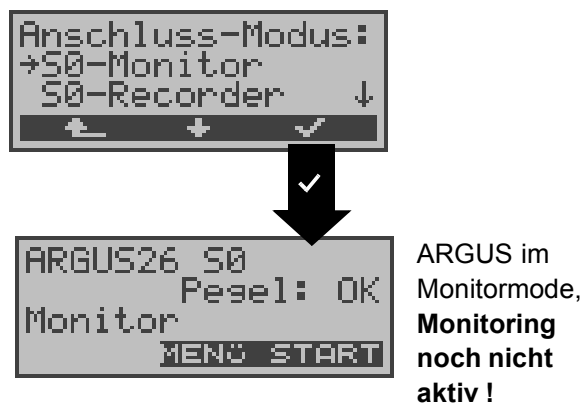 Anschluss-Modus:
→S0-Monitor
S0-Recorder ↓
ARGUS26 S0
Pegel: OK
Monitor
MENÜ START
ARGUS im
Monitormode,
Monitoring
noch nicht
aktiv !